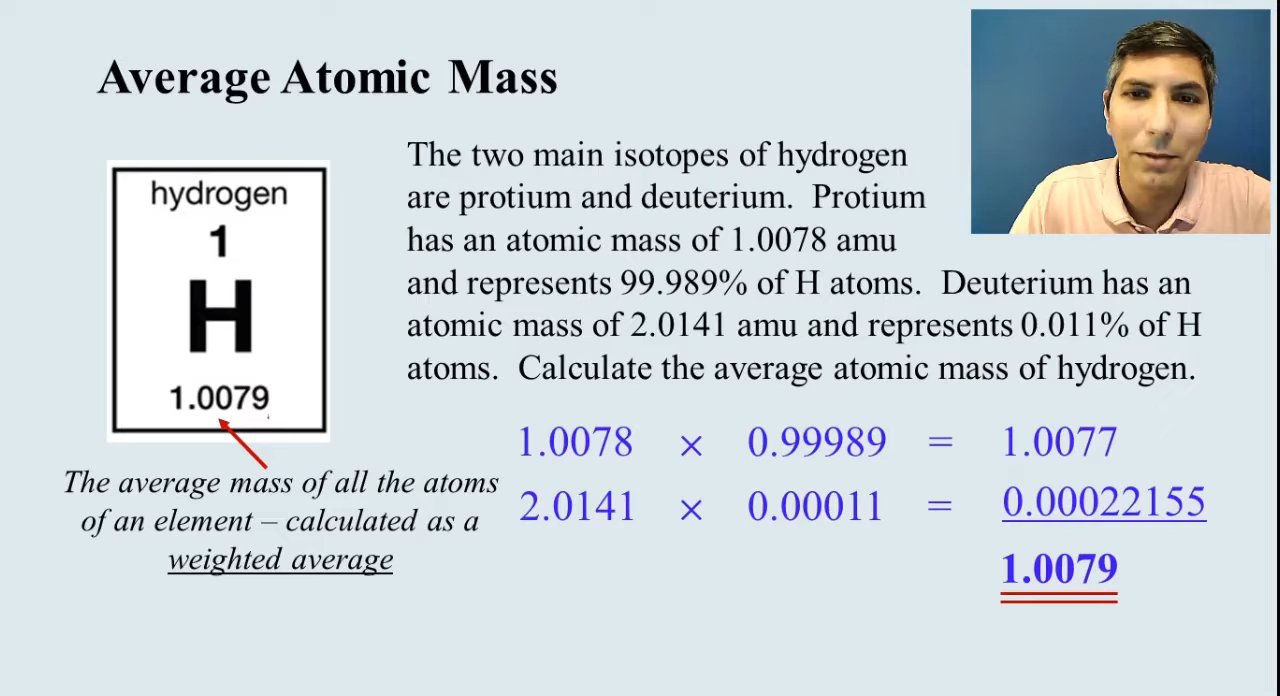 Average Atomic Mass
hydrogen
1
H
1.0079
The average mass of all the atoms
of an element – calculated as a
weighted average
The two main isotopes of hydrogen
are protium and deuterium. Protium
has an atomic mass of 1.0078 amu
and represents 99.989% of H atoms. Deuterium has an
atomic mass of 2.0141 amu and represents 0.011% of H
atoms. Calculate the average atomic mass of hydrogen.
1.0078 × 0.99989 = 1.0077
2.0141 × 0.00011 = 0.00022155
1.0079